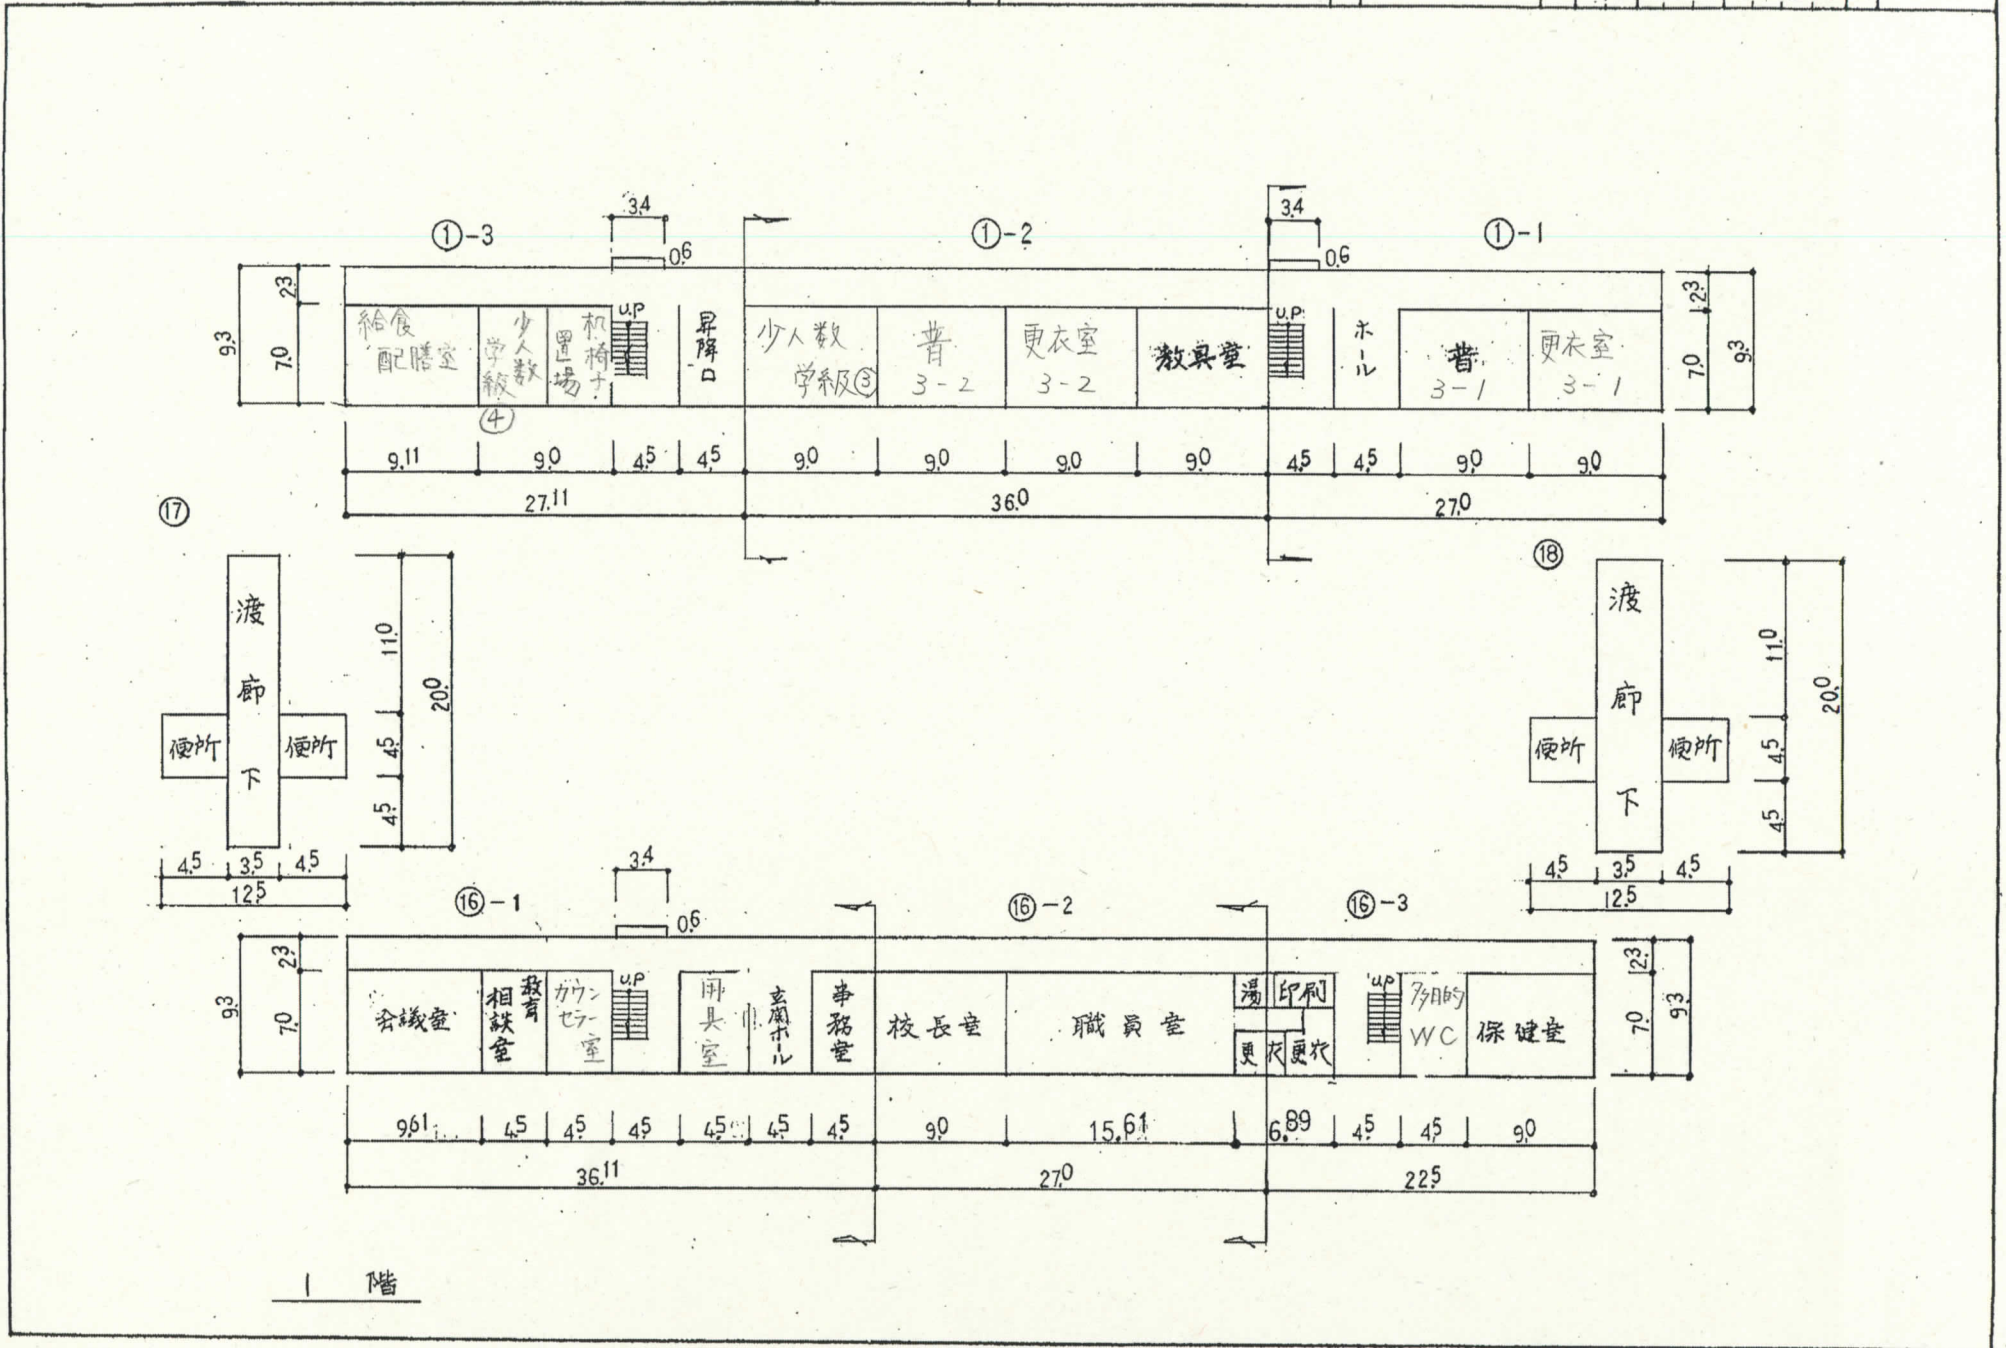 ①-3
3.4
0.6
①-2
3.4
0.6
①-1
9.3
2.3
7.0
給食
配膳室
少人数
学級
④
机椅子
置場
U.P
昇降口
少人数
学級③
普
3-2
更衣室
3-2
教具室
U.P
ホール
普
3-1
更衣室
3-1
2.3
7.0
9.3
9.11
9.0
4.5
4.5
9.0
9.0
9.0
9.0
4.5
4.5
9.0
9.0
27.11
36.0
27.0
⑰
渡廊下
便所
便所
11.0
4.5
4.5
20.0
4.5
3.5
4.5
12.5
⑱
渡廊下
便所
便所
11.0
4.5
4.5
20.0
4.5
3.5
4.5
12.5
⑯-1
3.4
0.6
⑯-2
⑯-3
9.3
2.3
7.0
会議室
教育
相談室
カウン
セラー
室
U.P
用具室
玄関ホール
事務室
校長室
職員室
湯
印刷
更衣
更衣
U.P
多目的
WC
保健室
2.3
7.0
9.3
9.61
4.5
4.5
4.5
4.5
4.5
4.5
9.0
15.61
6.89
4.5
4.5
9.0
36.11
27.0
22.5
1階